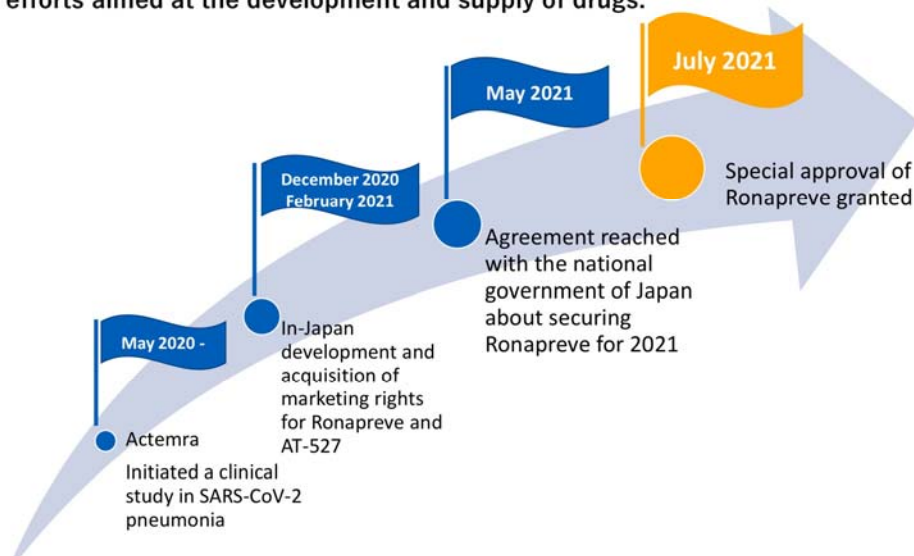 efforts aimed at the development and supply of drugs.
July 2021
Special approval of
Ronapreve granted
May 2021
Agreement reached
with the national
government of Japan
about securing
Ronapreve for 2021
December 2020
February 2021
In-Japan
development and
acquisition of
marketing rights
for Ronapreve and
AT-527
May 2020 -
Actemra
Initiated a clinical
study in SARS-CoV-2
pneumonia